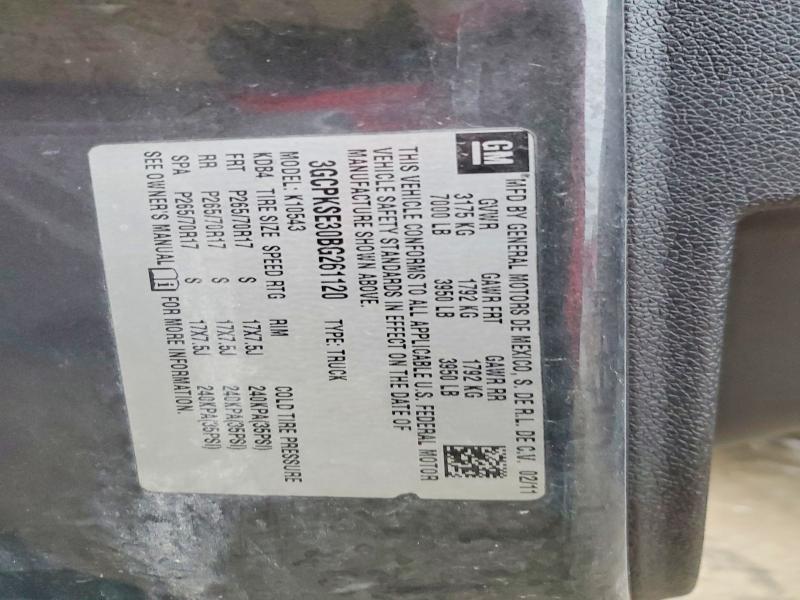 GM
MFD BY GENERAL MOTORS DE MEXICO, S. DE R.L. DE C.V. 02/11
GVWR GAWR FRT GAWR RR
3175 KG 1792 KG 1792 KG
7000 LB 3950 LB 3950 LB
THIS VEHICLE CONFORMS TO ALL APPLICABLE U.S. FEDERAL MOTOR
VEHICLE SAFETY STANDARDS IN EFFECT ON THE DATE OF
MANUFACTURE SHOWN ABOVE.
3GCPKSE30BG261120 TYPE: TRUCK
MODEL: K10543
KDB4 TIRE SIZE SPEED RTG RIM COLD TIRE PRESSURE
FRT P265/70R17 S 17X7.5J 240KPA(35PSI)
RR P265/70R17 S 17X7.5J 240KPA(35PSI)
SPA P265/70R17 S 17X7.5J 240KPA(35PSI)
SEE OWNER'S MANUAL FOR MORE INFORMATION.